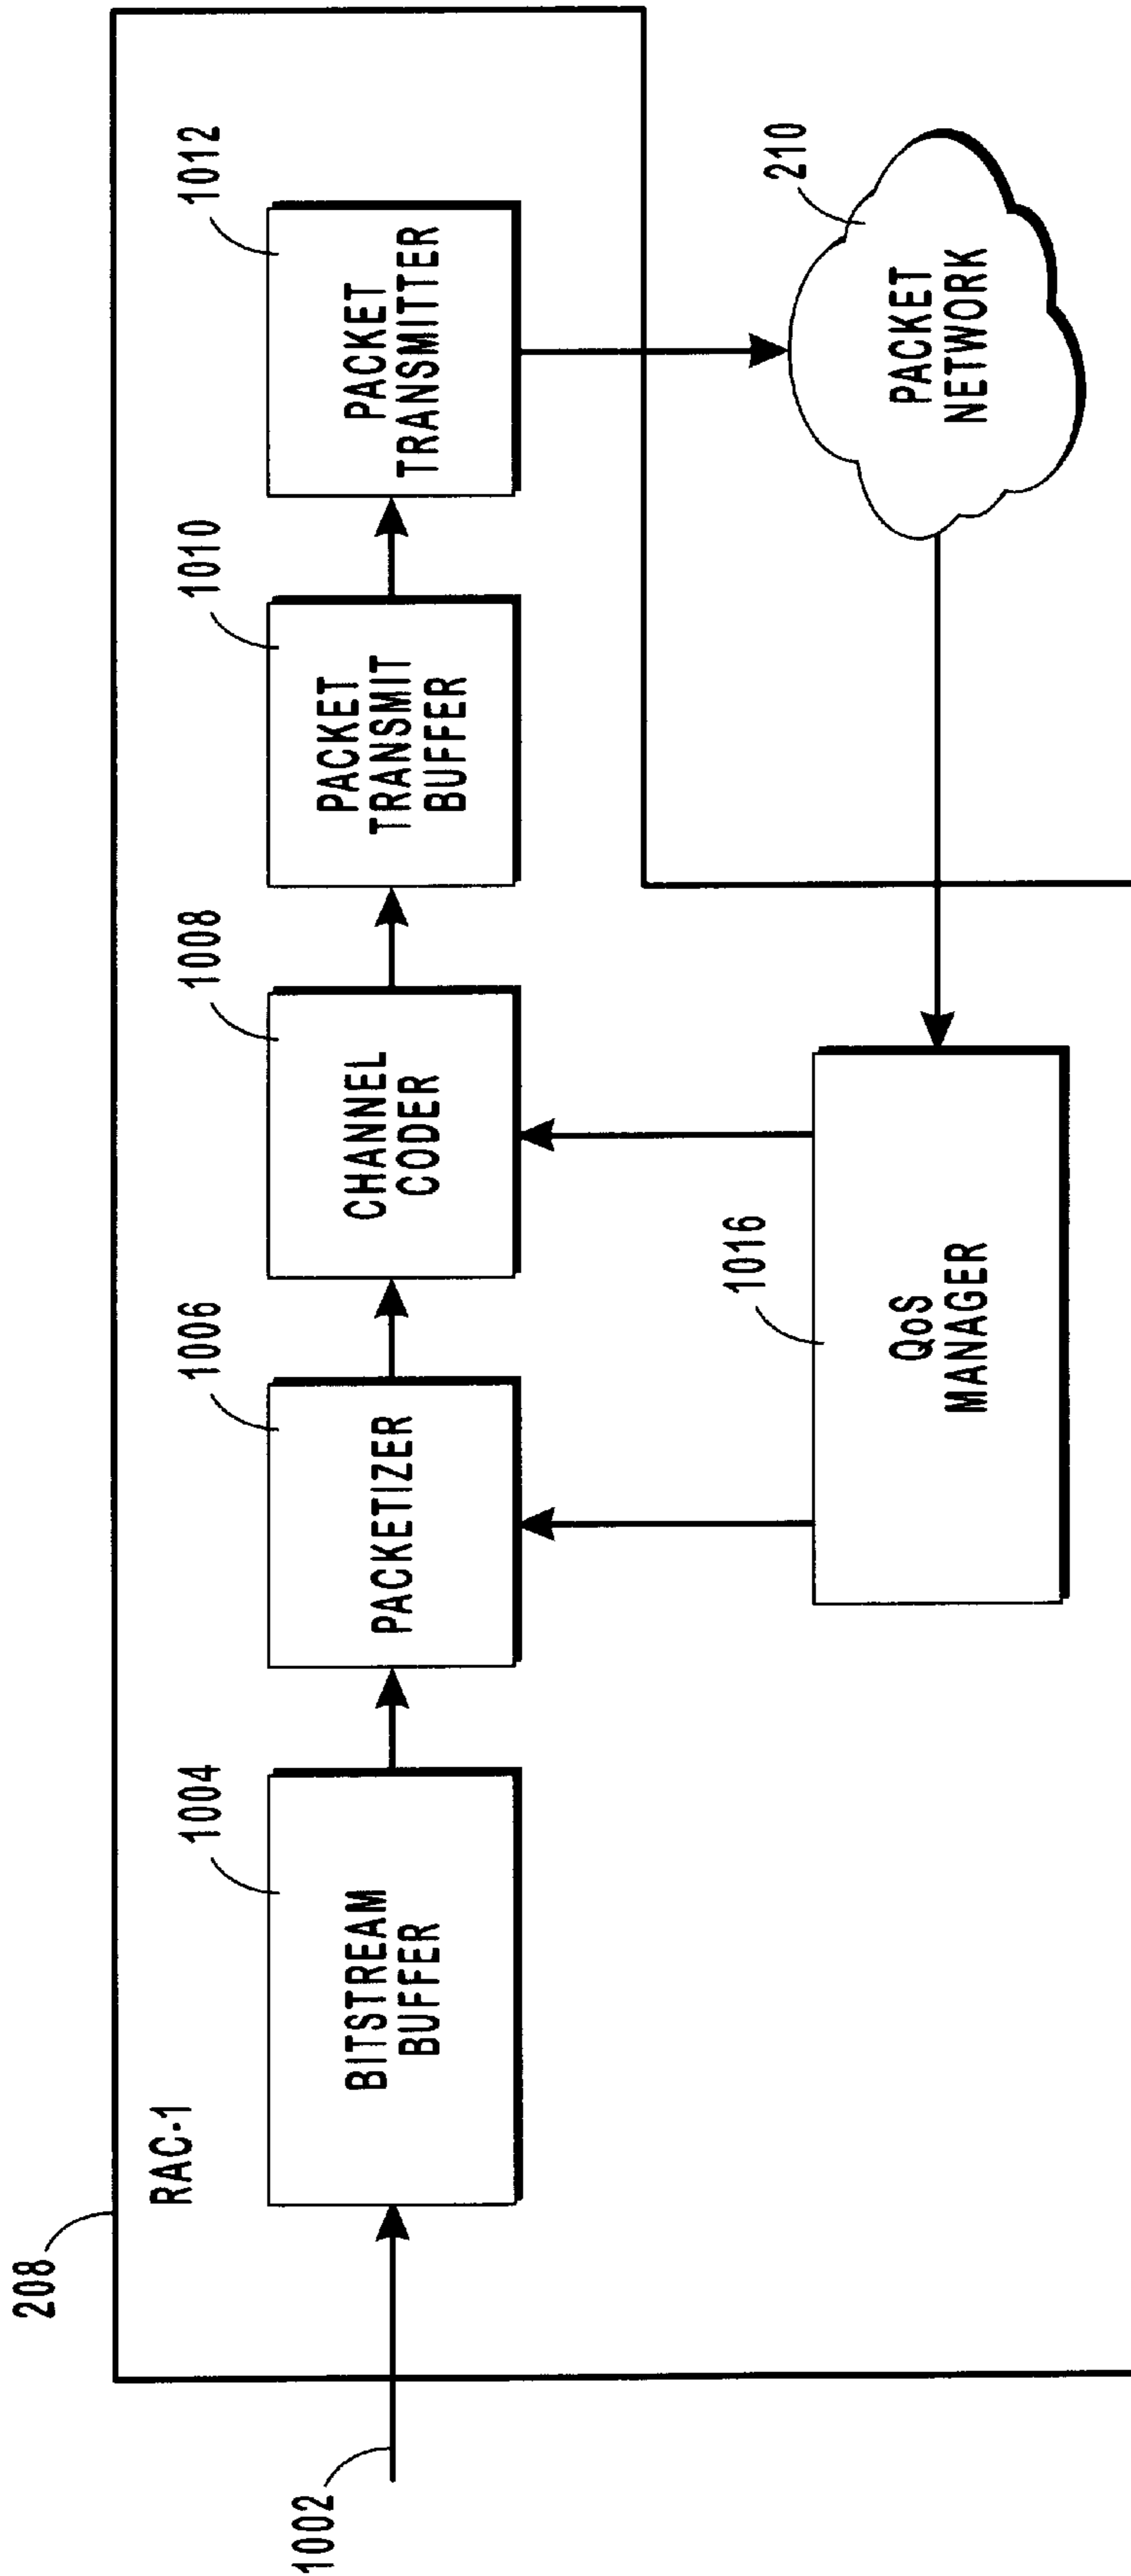 208
RAC-1
1002
1004
BITSTREAM
BUFFER
1006
PACKETIZER
1008
CHANNEL
CODER
1010
PACKET
TRANSMIT
BUFFER
1012
PACKET
TRANSMITTER
1016
QoS
MANAGER
210
PACKET
NETWORK